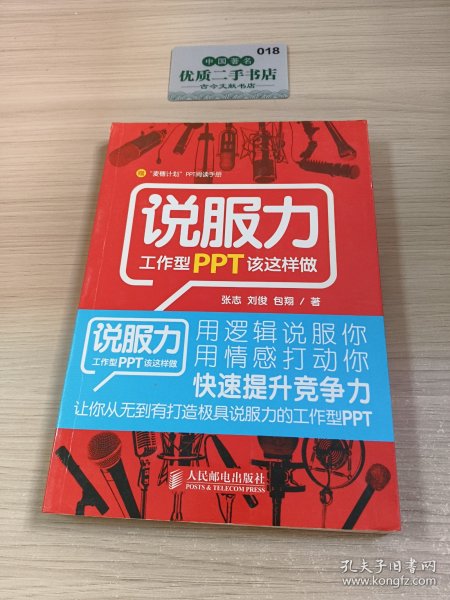 018
中国著名
优质二手书店
古今文献书店
赠 "麦穗计划" PPT阅读手册
说服力
工作型PPT该这样做
张志 刘俊 包翔 / 著
说服力
工作型PPT该这样做
用逻辑说服你
用情感打动你
快速提升竞争力
让你从无到有打造极具说服力的工作型PPT
人民邮电出版社
POSTS & TELECOM PRESS
孔夫子旧书网
www.kongfz.com